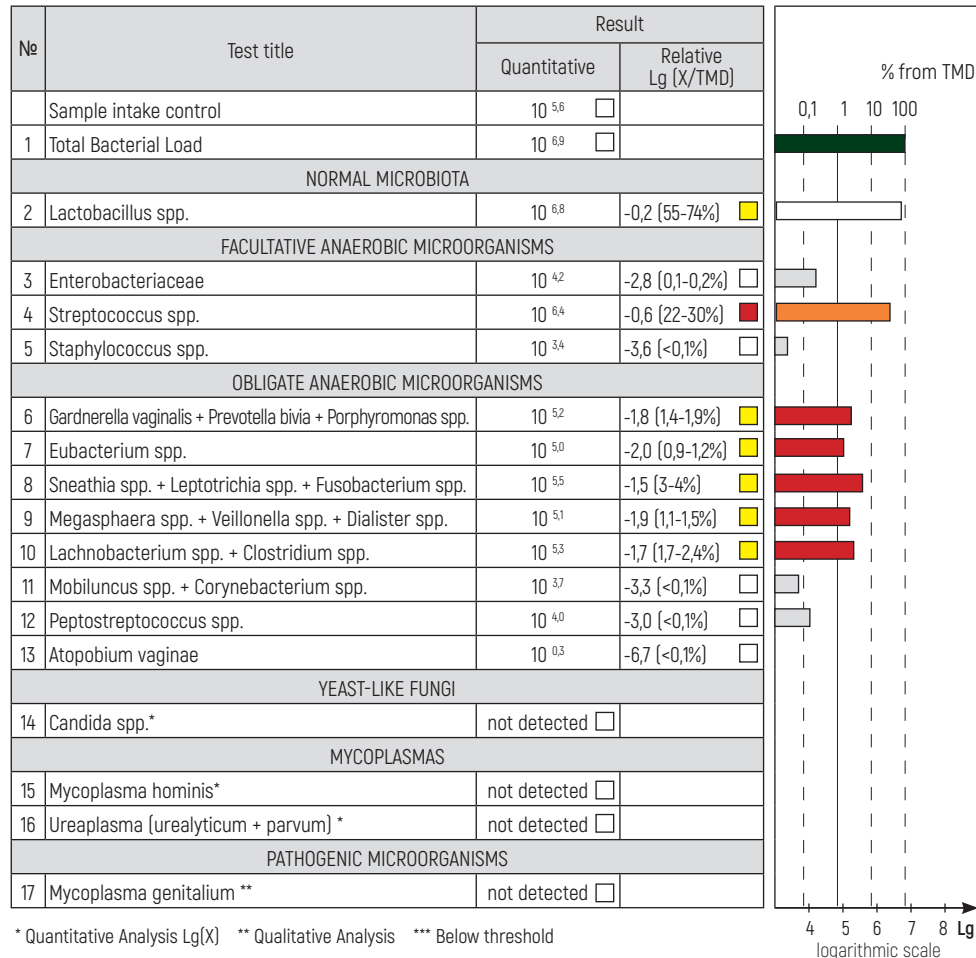 № Test title Result
Quantitative Relative Lg (X/TMD)
% from TMD
Sample intake control 10 5,6
0,1 1 10 100
1 Total Bacterial Load 10 6,9
NORMAL MICROBIOTA
2 Lactobacillus spp. 10 6,8 -0,2 (55-74%)
FACULTATIVE ANAEROBIC MICROORGANISMS
3 Enterobacteriaceae 10 4,2 -2,8 (0,1-0,2%)
4 Streptococcus spp. 10 6,4 -0,6 (22-30%)
5 Staphylococcus spp. 10 3,4 -3,6 (<0,1%)
OBLIGATE ANAEROBIC MICROORGANISMS
6 Gardnerella vaginalis + Prevotella bivia + Porphyromonas spp. 10 5,2 -1,8 (1,4-1,9%)
7 Eubacterium spp. 10 5,0 -2,0 (0,9-1,2%)
8 Sneathia spp. + Leptotrichia spp. + Fusobacterium spp. 10 5,5 -1,5 (3-4%)
9 Megasphaera spp. + Veillonella spp. + Dialister spp. 10 5,1 -1,9 (1,1-1,5%)
10 Lachnobacterium spp. + Clostridium spp. 10 5,3 -1,7 (1,7-2,4%)
11 Mobiluncus spp. + Corynebacterium spp. 10 3,7 -3,3 (<0,1%)
12 Peptostreptococcus spp. 10 4,0 -3,0 (<0,1%)
13 Atopobium vaginae 10 0,3 -6,7 (<0,1%)
YEAST-LIKE FUNGI
14 Candida spp.* not detected
MYCOPLASMAS
15 Mycoplasma hominis* not detected
16 Ureaplasma (urealyticum + parvum) * not detected
PATHOGENIC MICROORGANISMS
17 Mycoplasma genitalium ** not detected
4 5 6 7 8 Lg
logarithmic scale
* Quantitative Analysis Lg(X) ** Qualitative Analysis *** Below threshold